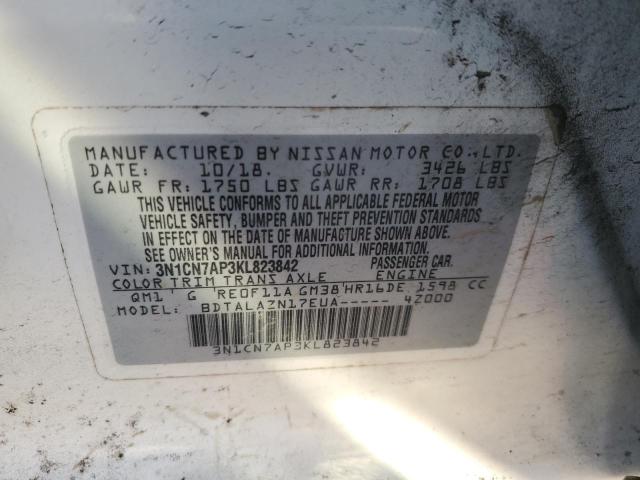 MANUFACTURED BY NISSAN MOTOR CO., LTD.
DATE: 10/18. GVWR: 3426 LBS
GAWR FR: 1750 LBS GAWR RR: 1708 LBS
THIS VEHICLE CONFORMS TO ALL APPLICABLE FEDERAL MOTOR
VEHICLE SAFETY, BUMPER AND THEFT PREVENTION STANDARDS
IN EFFECT ON THE DATE OF MANUFACTURE SHOWN ABOVE.
SEE OWNER'S MANUAL FOR ADDITIONAL INFORMATION.
VIN: 3N1CN7AP3KL823842 PASSENGER CAR.
COLOR TRIM TRANS AXLE ENGINE
QM1 G RE0F11A GM38 HR16DE 1598 CC
MODEL: BDTALAZN17EUA----- 4Z000
3N1CN7AP3KL823842